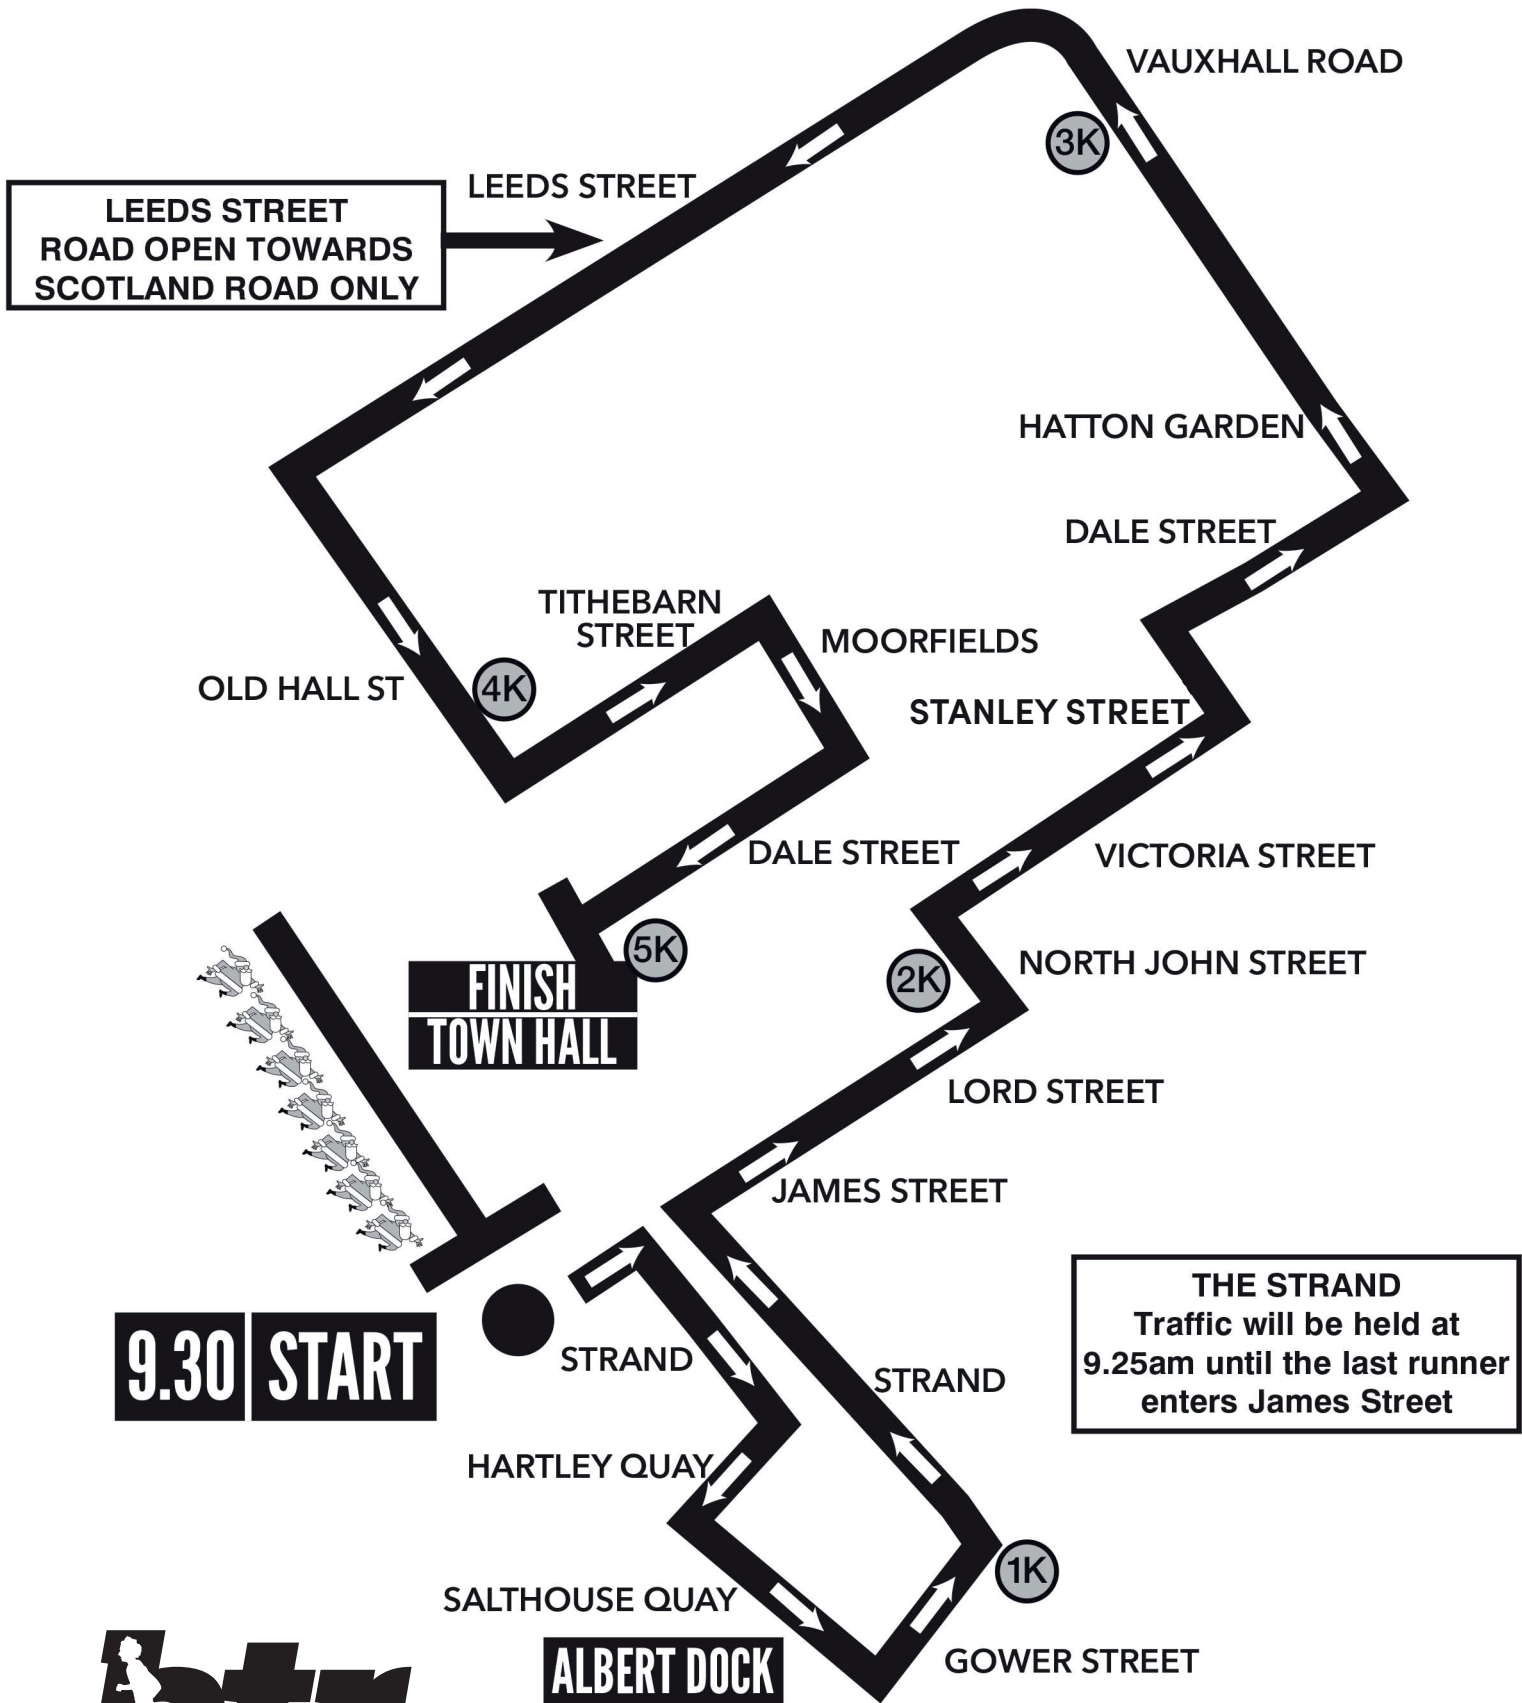 VAUXHALL ROAD
3K
LEEDS STREET
LEEDS STREET
ROAD OPEN TOWARDS
SCOTLAND ROAD ONLY
HATTON GARDEN
DALE STREET
TITHEBARN
STREET
MOORFIELDS
OLD HALL ST
4K
STANLEY STREET
DALE STREET
VICTORIA STREET
5K
FINISH
TOWN HALL
2K
NORTH JOHN STREET
LORD STREET
JAMES STREET
THE STRAND
Traffic will be held at
9.25am until the last runner
enters James Street
9.30 START
STRAND
STRAND
HARTLEY QUAY
1K
SALTHOUSE QUAY
ALBERT DOCK
GOWER STREET